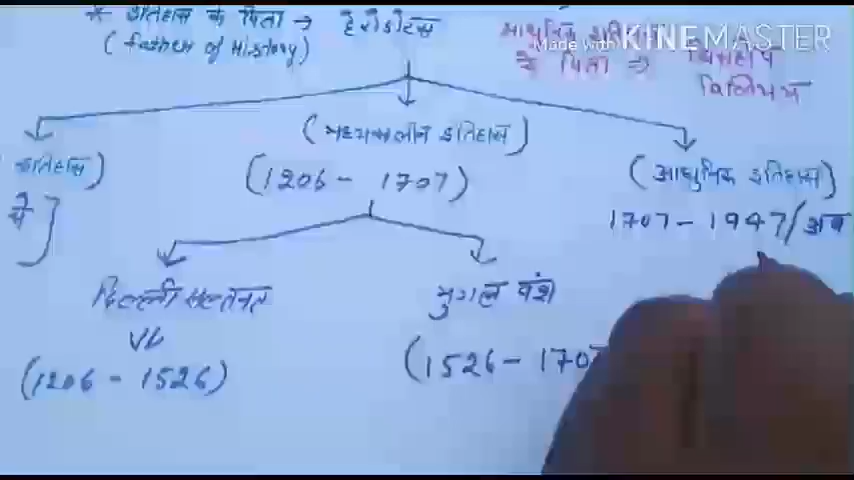 * इतिहास के पिता → हेरोडोटस
(father of History)
आधुनिक इतिहास
के पिता ⇒
विलियम
Made with KINEMASTER
इतिहास)
(मध्यकालीन इतिहास)
(1206 - 1707)
(आधुनिक इतिहास)
1707 - 1947/अब
दिल्ली सल्तनत
मुगल वंश
(1206 - 1526)
(1526 - 170